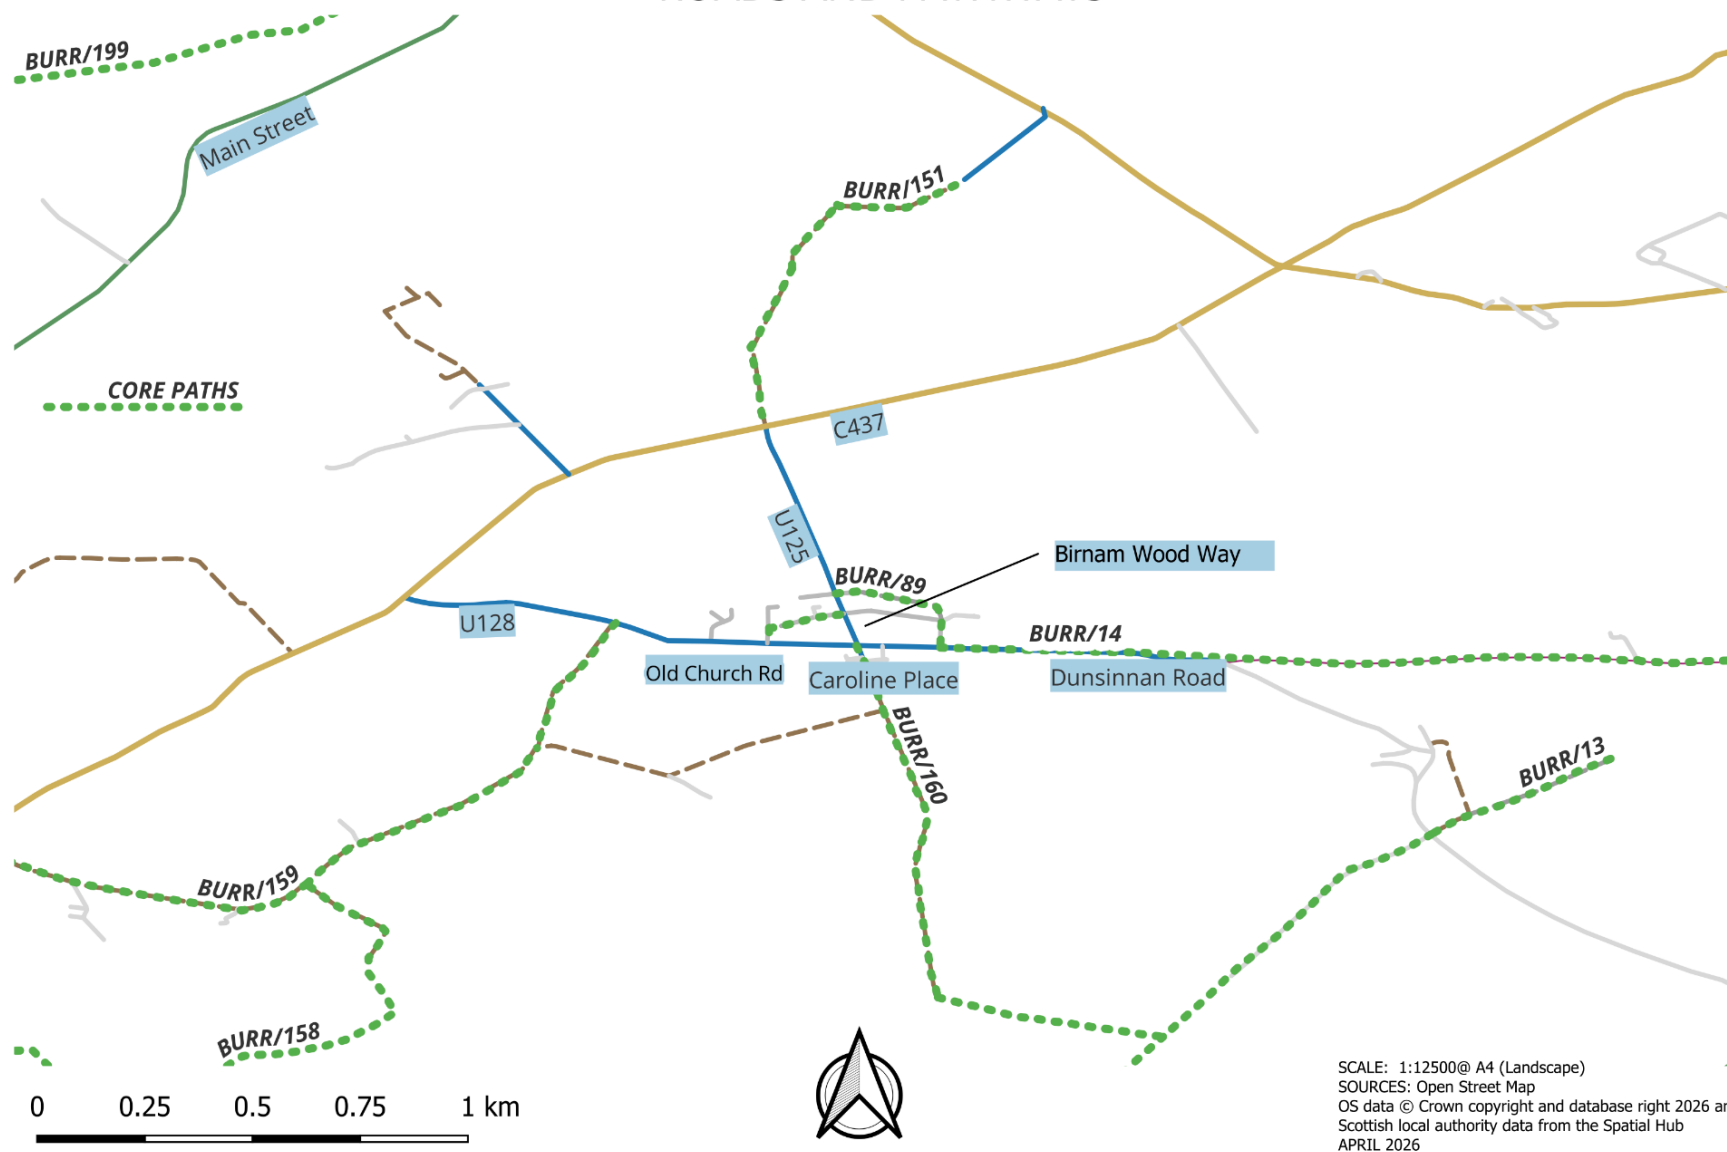 BURR/199
Main Street
BURR/151
CORE PATHS
C437
U125
Birnam Wood Way
BURR/89
U128
BURR/14
Old Church Rd
Caroline Place
Dunsinnan Road
BURR/160
BURR/13
BURR/159
BURR/158
0 0.25 0.5 0.75 1 km
SCALE: 1:12500@ A4 (Landscape)
SOURCES: Open Street Map
OS data © Crown copyright and database right 2026
Scottish local authority data from the Spatial Hub
APRIL 2026